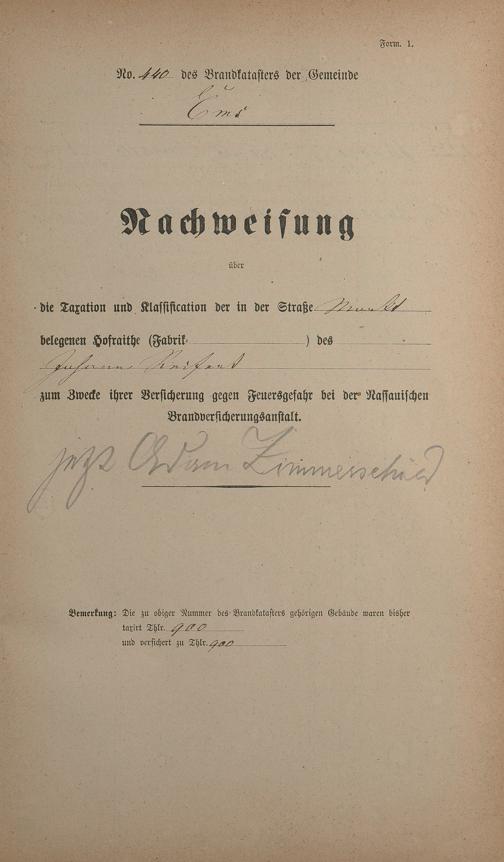 Form. 1.
No. 440 des Brandkatasters der Gemeinde
Ems
Nachweisung
über
die Taxation und Klassification der in der Straße Markt
belegenen Hofraithe (Fabrik ) des
Johann Reifert
zum Zwecke ihrer Versicherung gegen Feuersgefahr bei der Nassauischen
Brandversicherungsanstalt.
jetzt Adam Zimmerschied
Bemerkung: Die zu obiger Nummer des Brandkatasters gehörigen Gebäude waren bisher
taxirt Thlr. 900
und versichert zu Thlr. 900